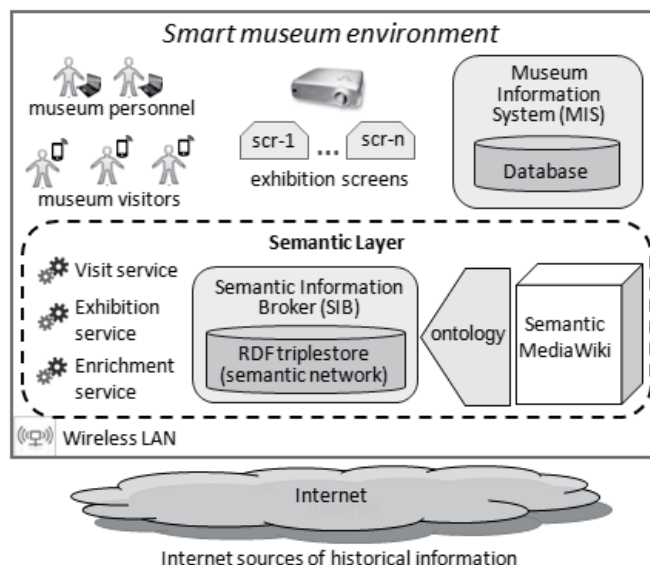 Smart museum environment
museum personnel
museum visitors
scr-1 ... scr-n
exhibition screens
Museum
Information
System (MIS)
Database
Semantic Layer
Visit service
Exhibition
service
Enrichment
service
Semantic Information
Broker (SIB)
RDF triplestore
(semantic network)
ontology
Semantic
MediaWiki
Wireless LAN
Internet
Internet sources of historical information